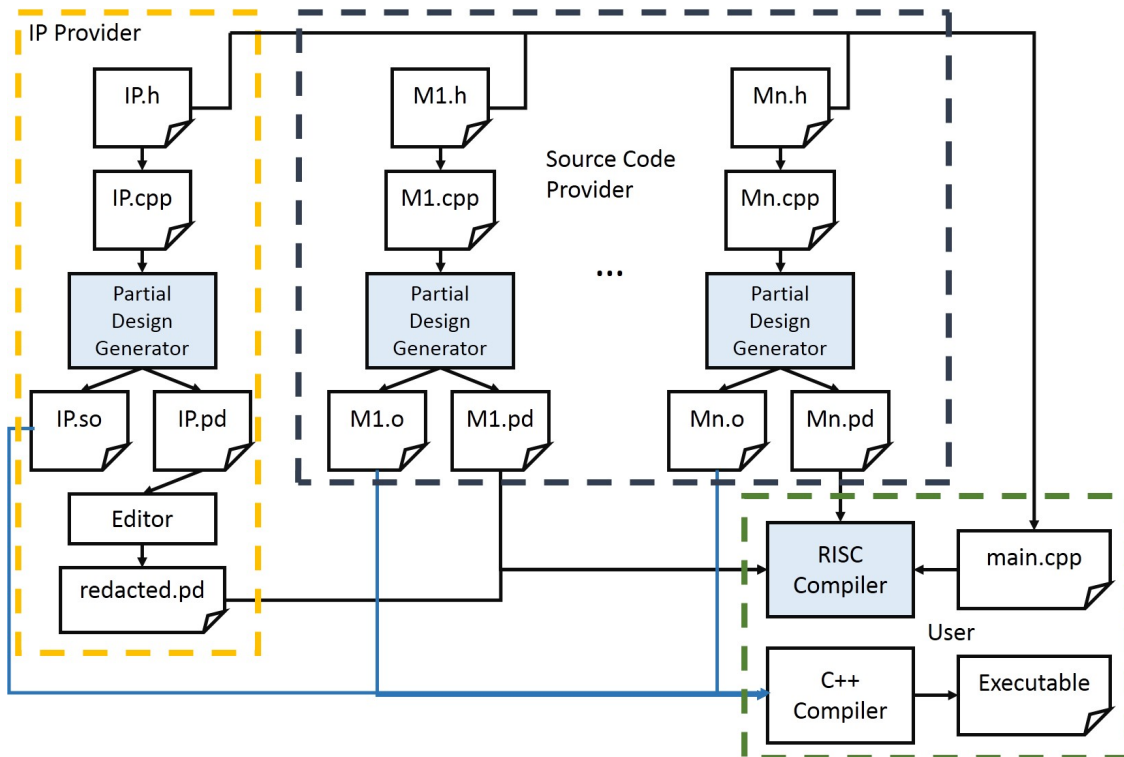 IP Provider
IP.h
M1.h
Mn.h
Source Code
Provider
IP.cpp
M1.cpp
Mn.cpp
...
Partial
Design
Generator
Partial
Design
Generator
Partial
Design
Generator
IP.so
IP.pd
M1.o
M1.pd
Mn.o
Mn.pd
Editor
redacted.pd
RISC
Compiler
main.cpp
User
C++
Compiler
Executable